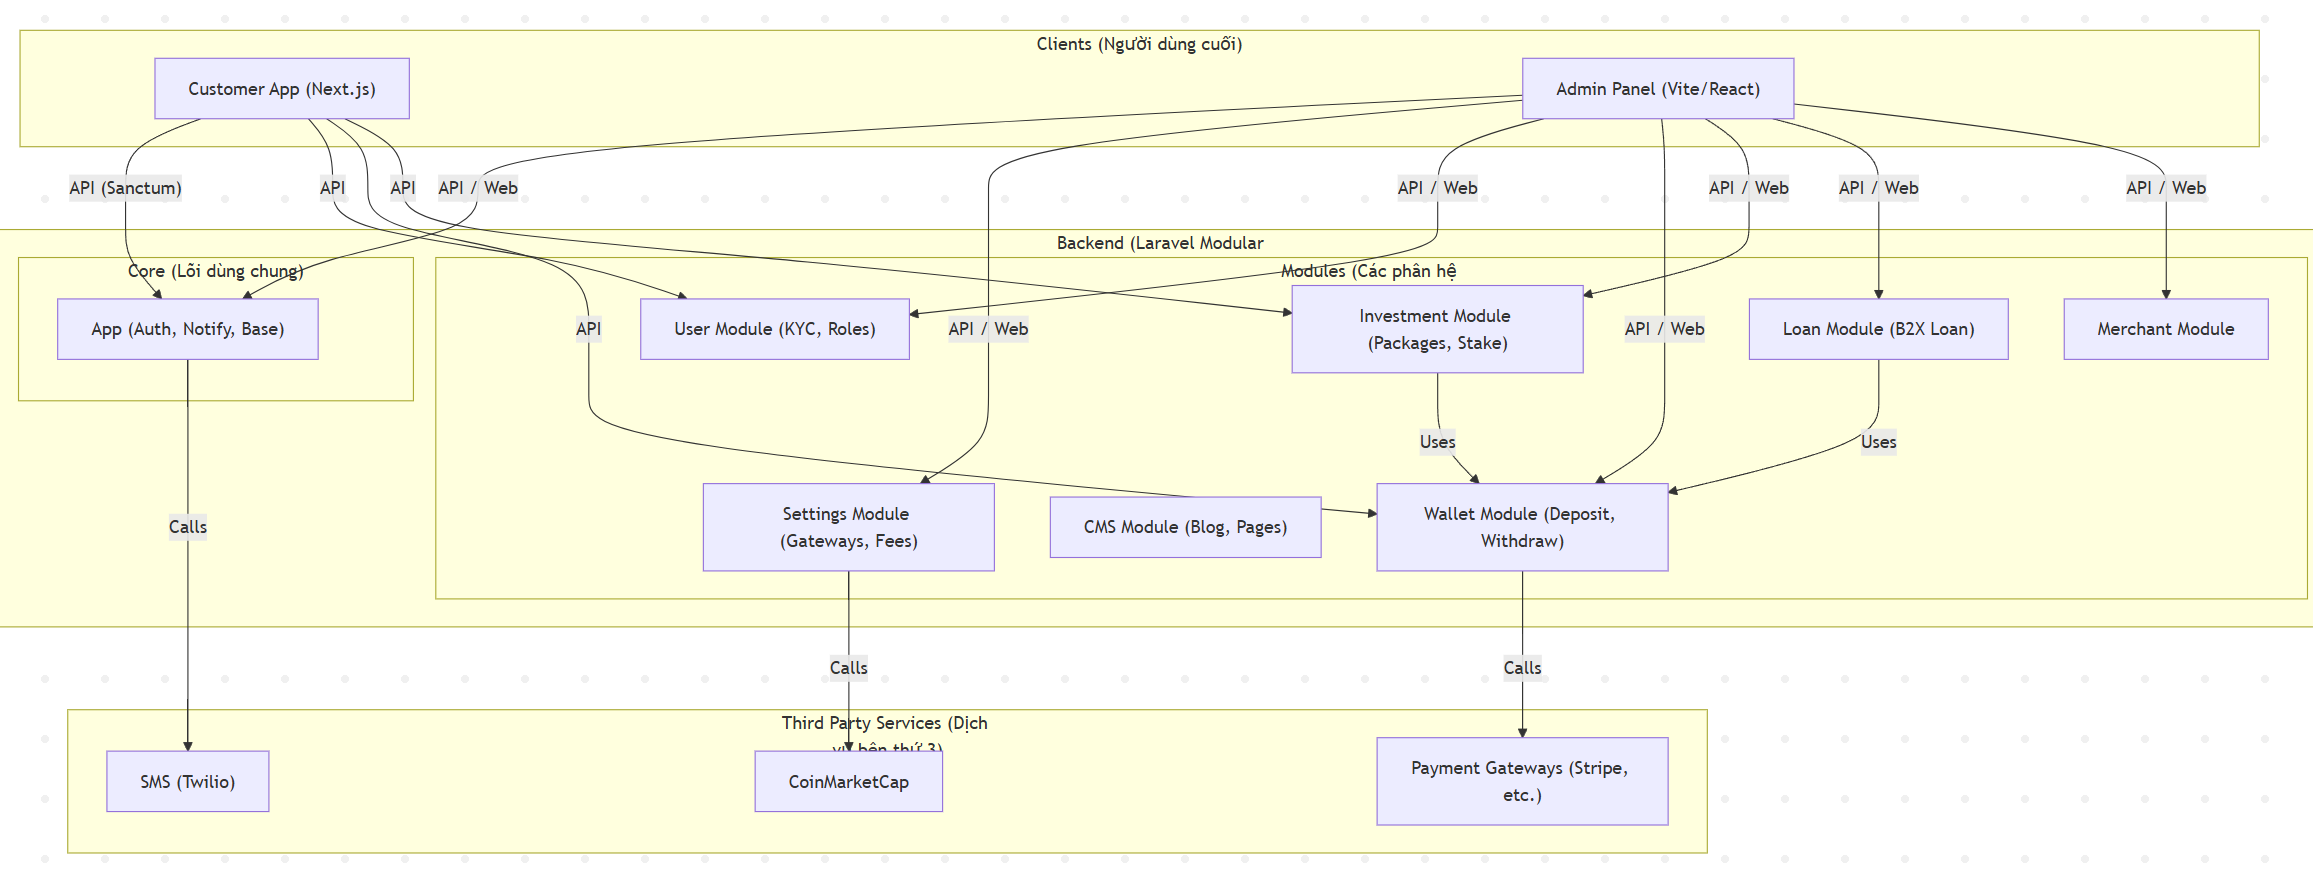 Clients (Người dùng cuối)
Customer App (Next.js)
Admin Panel (Vite/React)
API (Sanctum)
API
API
API / Web
API / Web
API / Web
API / Web
API / Web
Backend (Laravel Modular
Core (Lõi dùng chung)
Modules (Các phân hệ
App (Auth, Notify, Base)
API
User Module (KYC, Roles)
API / Web
Investment Module
(Packages, Stake)
API / Web
Loan Module (B2X Loan)
Merchant Module
Uses
Uses
Calls
Settings Module
(Gateways, Fees)
CMS Module (Blog, Pages)
Wallet Module (Deposit,
Withdraw)
Calls
Calls
Third Party Services (Dịch
vụ bên thứ 3)
SMS (Twilio)
CoinMarketCap
Payment Gateways (Stripe,
etc.)